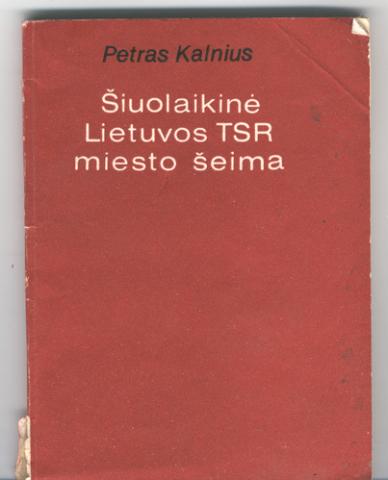 Petras Kalnius
Šiuolaikinė
Lietuvos TSR
miesto šeima